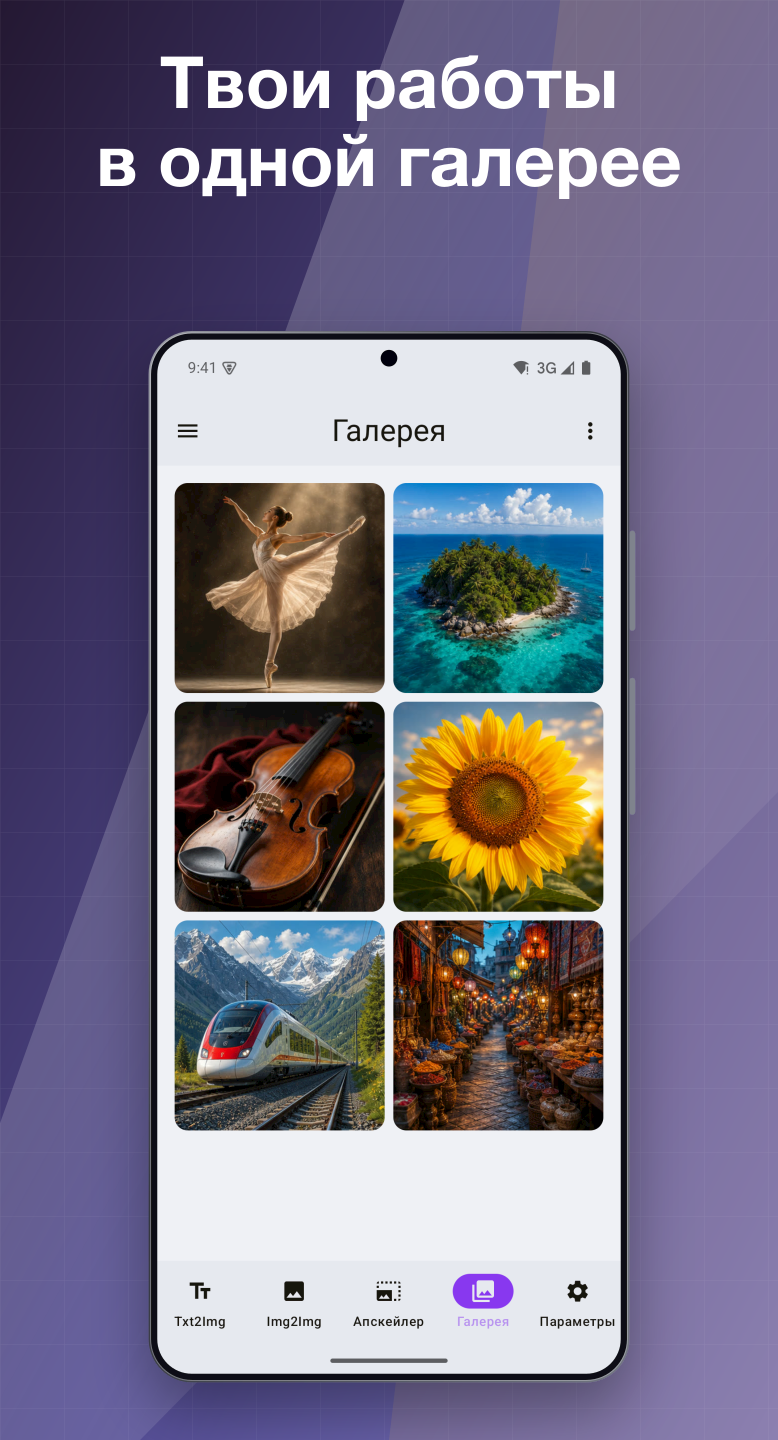 Твои работы
в одной галерее
9:41
3G
Галерея
Txt2Img
Img2Img
Апскейлер
Галерея
Параметры